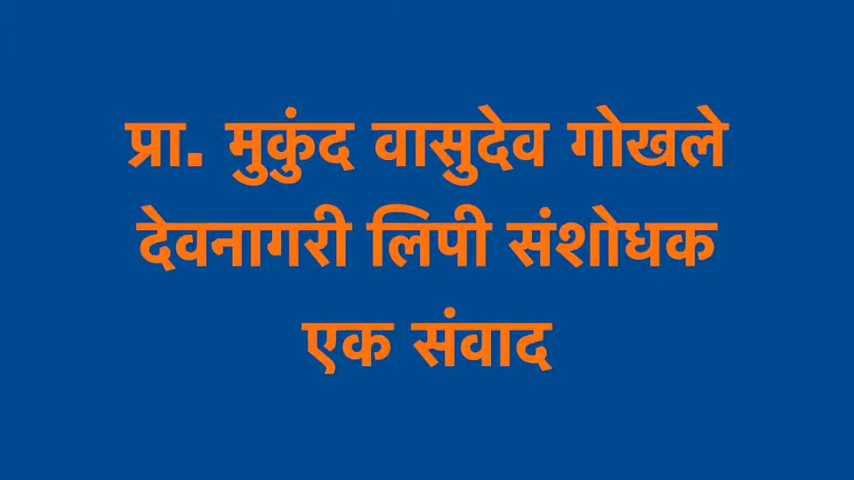 प्रा. मुकुंद वासुदेव गोखले
देवनागरी लिपी संशोधक
एक संवाद